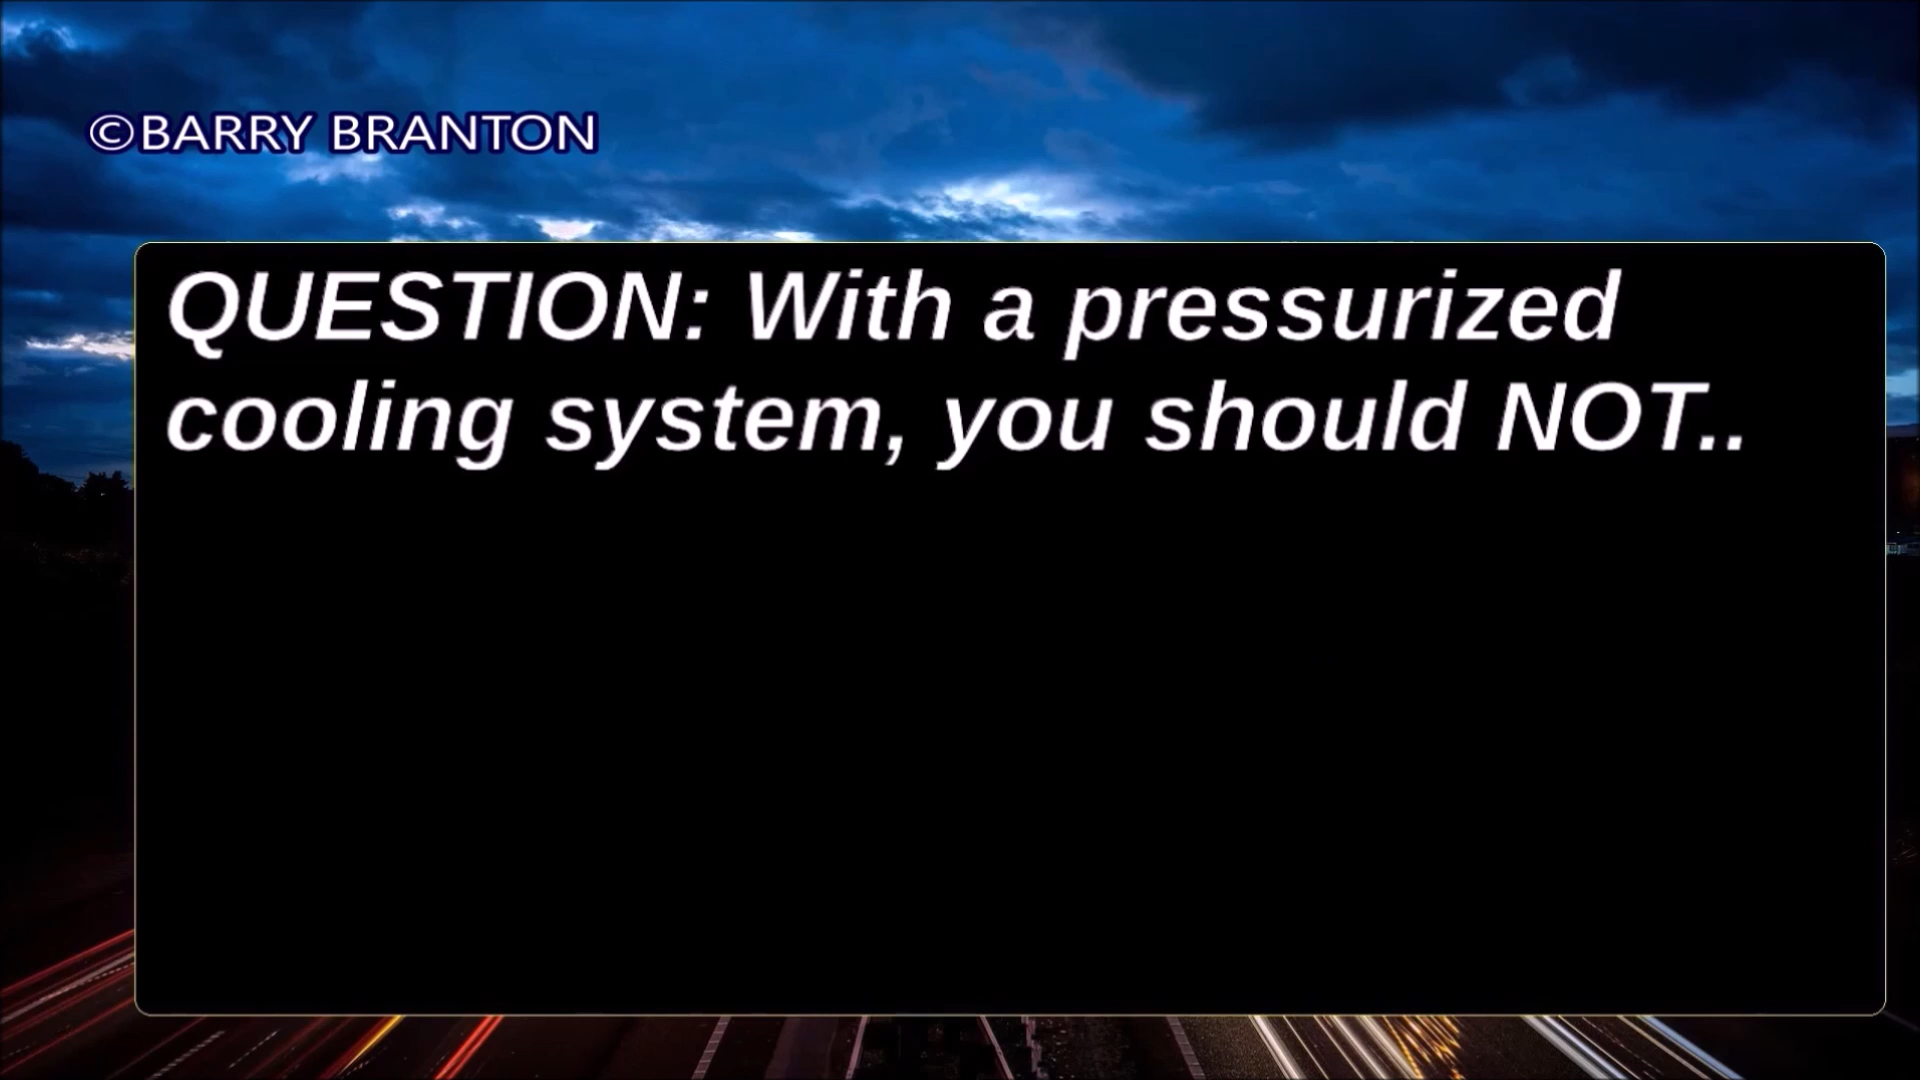 ©BARRY BRANTON
QUESTION: With a pressurized
cooling system, you should NOT..